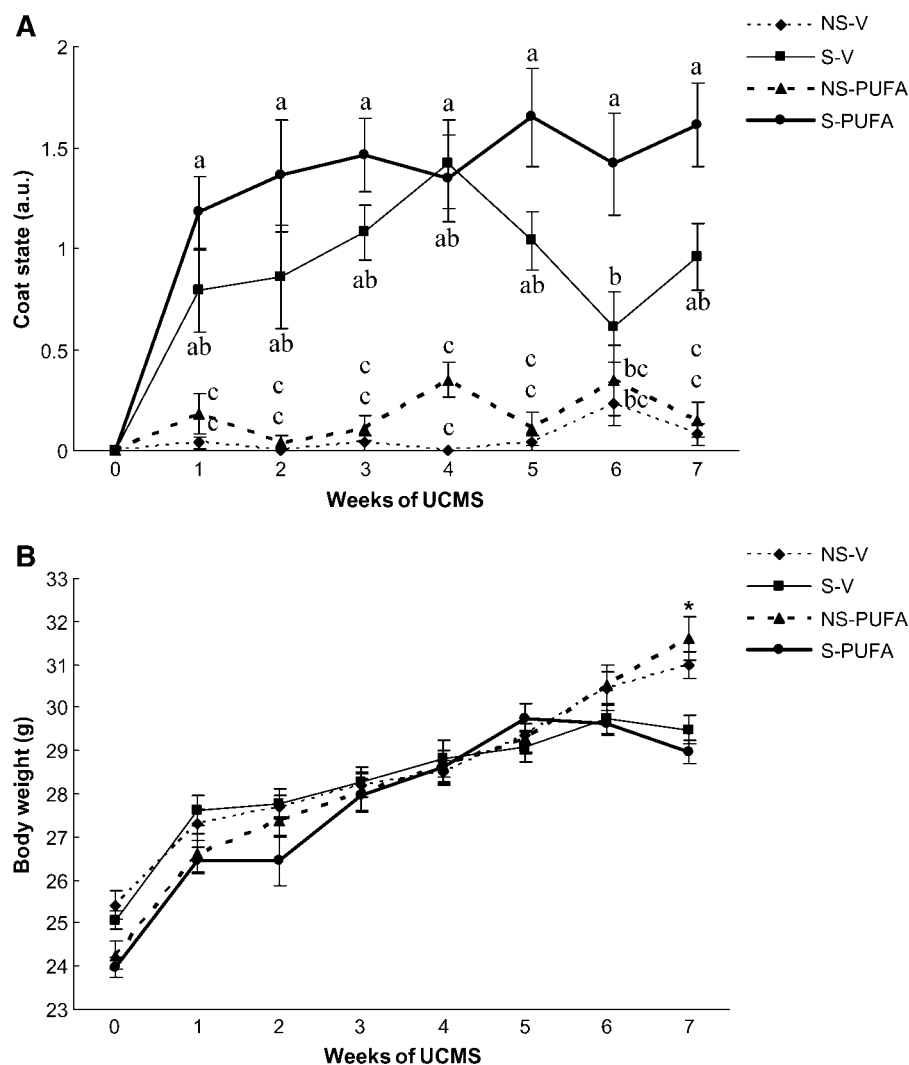 A
NS-V
S-V
NS-PUFA
S-PUFA
2
1.5
1
0.5
0
Coat state (a.u.)
a a a a a a a
ab ab ab ab ab b ab
c c c c c bc c
c c c c c bc c
0 1 2 3 4 5 6 7
Weeks of UCMS
B
NS-V
S-V
NS-PUFA
S-PUFA
33
32
31
30
29
28
27
26
25
24
23
Body weight (g)
*
0 1 2 3 4 5 6 7
Weeks of UCMS